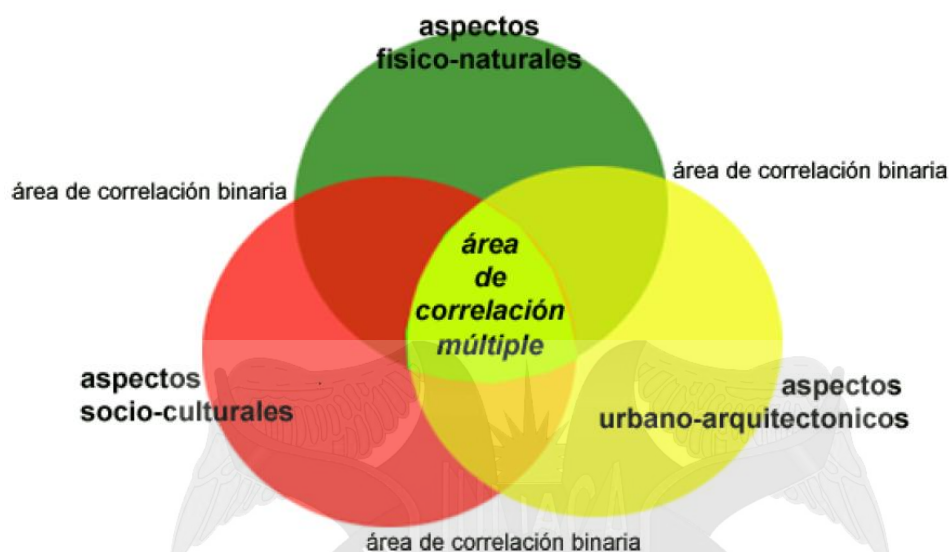 aspectos
fisico-naturales
área de correlación binaria
área de correlación binaria
área
de
correlación
múltiple
aspectos
socio-culturales
aspectos
urbano-arquitectonicos
área de correlación binaria